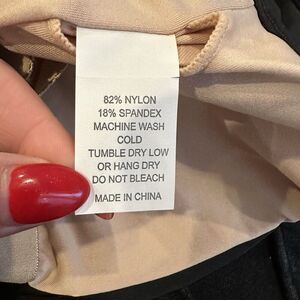 82% NYLON
18% SPANDEX
MACHINE WASH
COLD
TUMBLE DRY LOW
OR HANG DRY
DO NOT BLEACH
MADE IN CHINA